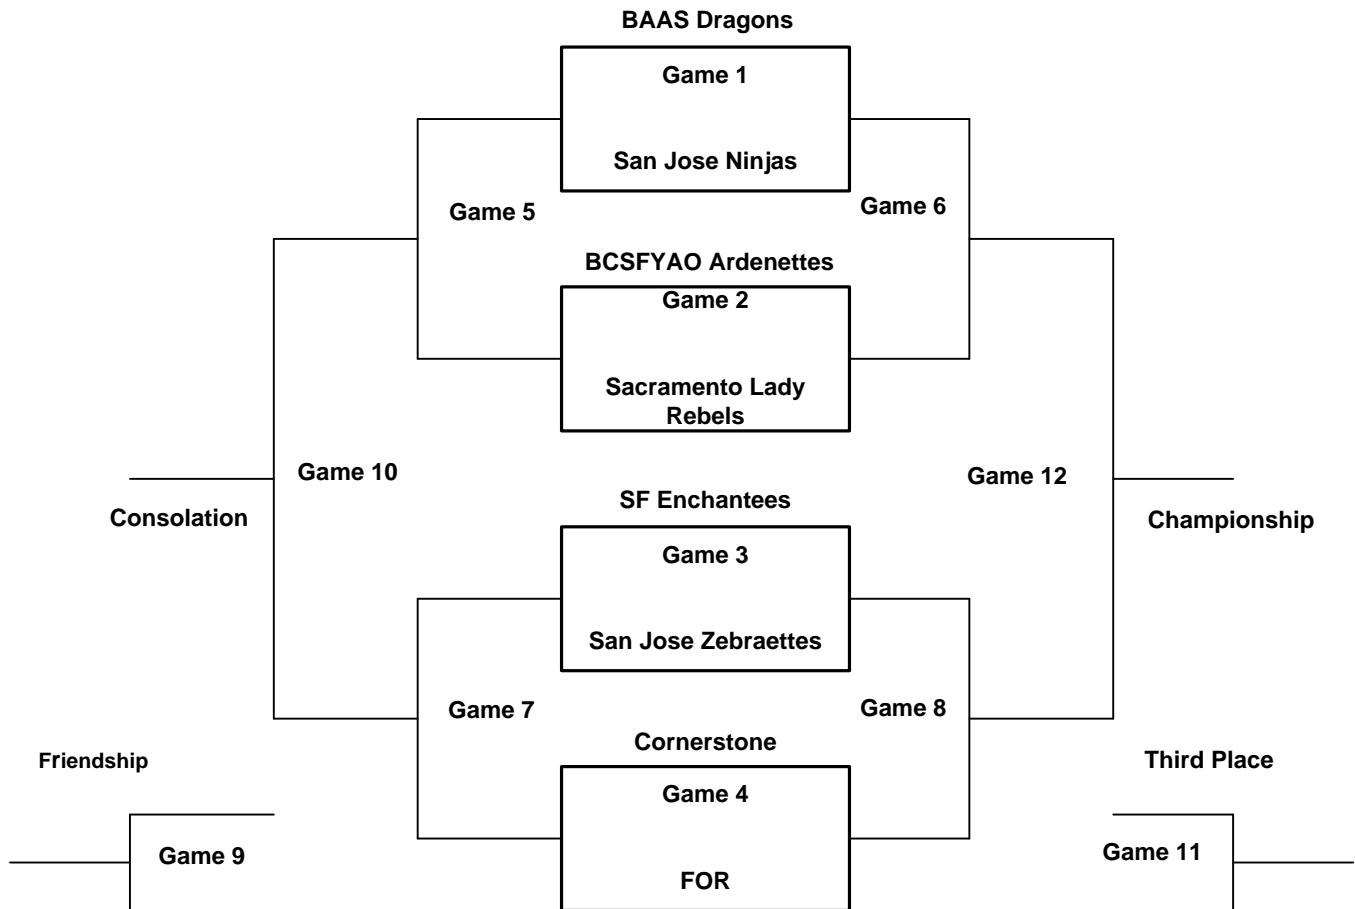 BAAS Dragons
Game 1
San Jose Ninjas
Game 5
Game 6
BCSFYAO Ardenettes
Game 2
Sacramento Lady
Rebels
Game 10
Game 12
SF Enchantees
Consolation
Championship
Game 3
San Jose Zebraettes
Game 7
Game 8
Cornerstone
Friendship
Third Place
Game 4
Game 9
Game 11
FOR